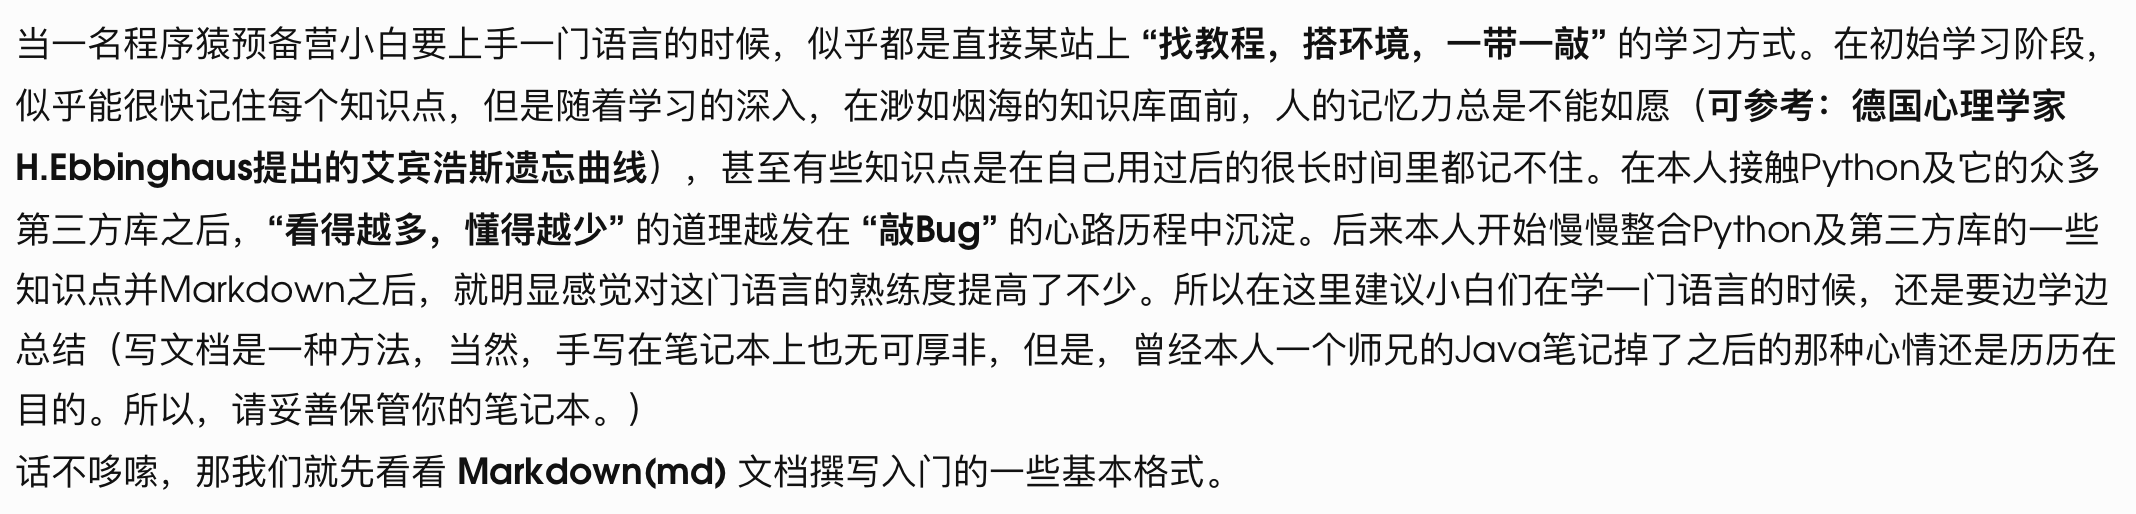 当一名程序猿预备营小白要上手一门语言的时候，似乎都是直接某站上 “找教程，搭环境，一带一敲” 的学习方式。在初始学习阶段，
似乎能很快记住每个知识点，但是随着学习的深入，在渺如烟海的知识库面前，人的记忆力总是不能如愿（可参考：德国心理学家
H.Ebbinghaus提出的艾宾浩斯遗忘曲线），甚至有些知识点是在自己用过后的很长时间里都记不住。在本人接触Python及它的众多
第三方库之后，“看得越多，懂得越少” 的道理越发在 “敲Bug” 的心路历程中沉淀。后来本人开始慢慢整合Python及第三方库的一些
知识点并Markdown之后，就明显感觉对这门语言的熟练度提高了不少。所以在这里建议小白们在学一门语言的时候，还是要边学边
总结（写文档是一种方法，当然，手写在笔记本上也无可厚非，但是，曾经本人一个师兄的Java笔记掉了之后的那种心情还是历历在
目的。所以，请妥善保管你的笔记本。）
话不哆嗦，那我们就先看看 Markdown(md) 文档撰写入门的一些基本格式。